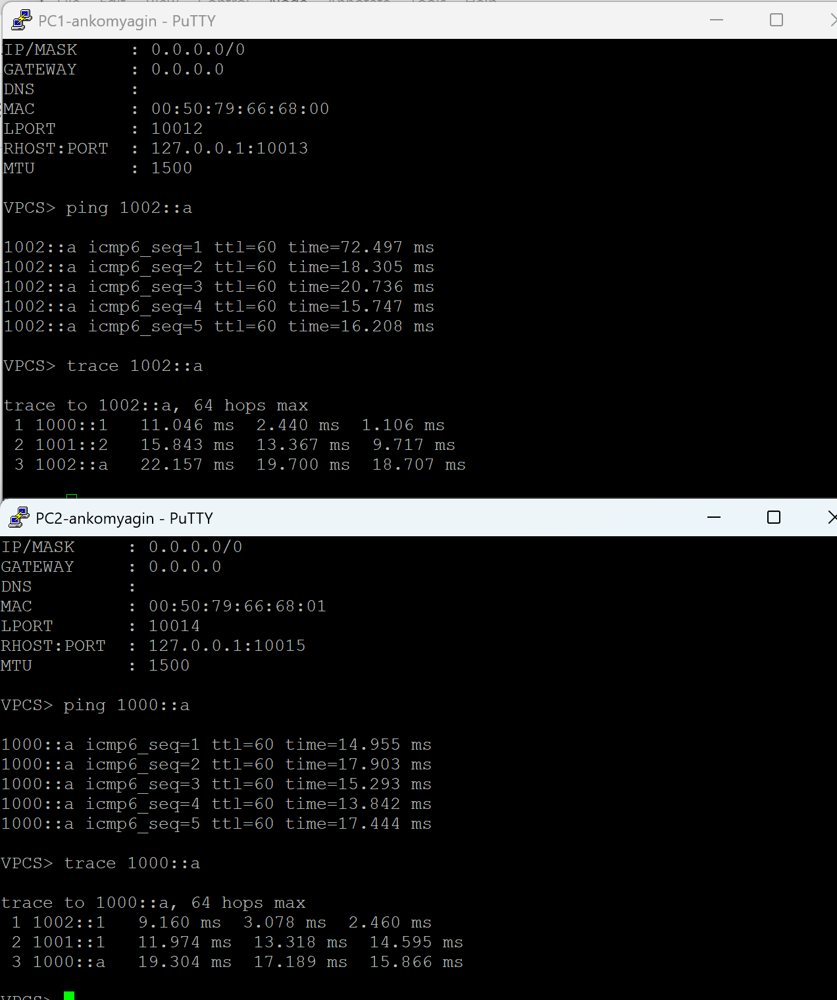 PC1-ankomyagin - PuTTY
IP/MASK : 0.0.0.0/0
GATEWAY : 0.0.0.0
DNS :
MAC : 00:50:79:66:68:00
LPORT : 10012
RHOST:PORT : 127.0.0.1:10013
MTU : 1500
VPCS> ping 1002::a
1002::a icmp6_seq=1 ttl=60 time=72.497 ms
1002::a icmp6_seq=2 ttl=60 time=18.305 ms
1002::a icmp6_seq=3 ttl=60 time=20.736 ms
1002::a icmp6_seq=4 ttl=60 time=15.747 ms
1002::a icmp6_seq=5 ttl=60 time=16.208 ms
VPCS> trace 1002::a
trace to 1002::a, 64 hops max
1 1000::1 11.046 ms 2.440 ms 1.106 ms
2 1001::2 15.843 ms 13.367 ms 9.717 ms
3 1002::a 22.157 ms 19.700 ms 18.707 ms
PC2-ankomyagin - PuTTY
IP/MASK : 0.0.0.0/0
GATEWAY : 0.0.0.0
DNS :
MAC : 00:50:79:66:68:01
LPORT : 10014
RHOST:PORT : 127.0.0.1:10015
MTU : 1500
VPCS> ping 1000::a
1000::a icmp6_seq=1 ttl=60 time=14.955 ms
1000::a icmp6_seq=2 ttl=60 time=17.903 ms
1000::a icmp6_seq=3 ttl=60 time=15.293 ms
1000::a icmp6_seq=4 ttl=60 time=13.842 ms
1000::a icmp6_seq=5 ttl=60 time=17.444 ms
VPCS> trace 1000::a
trace to 1000::a, 64 hops max
1 1002::1 9.160 ms 3.078 ms 2.460 ms
2 1001::1 11.974 ms 13.318 ms 14.595 ms
3 1000::a 19.304 ms 17.189 ms 15.866 ms
VPCS>